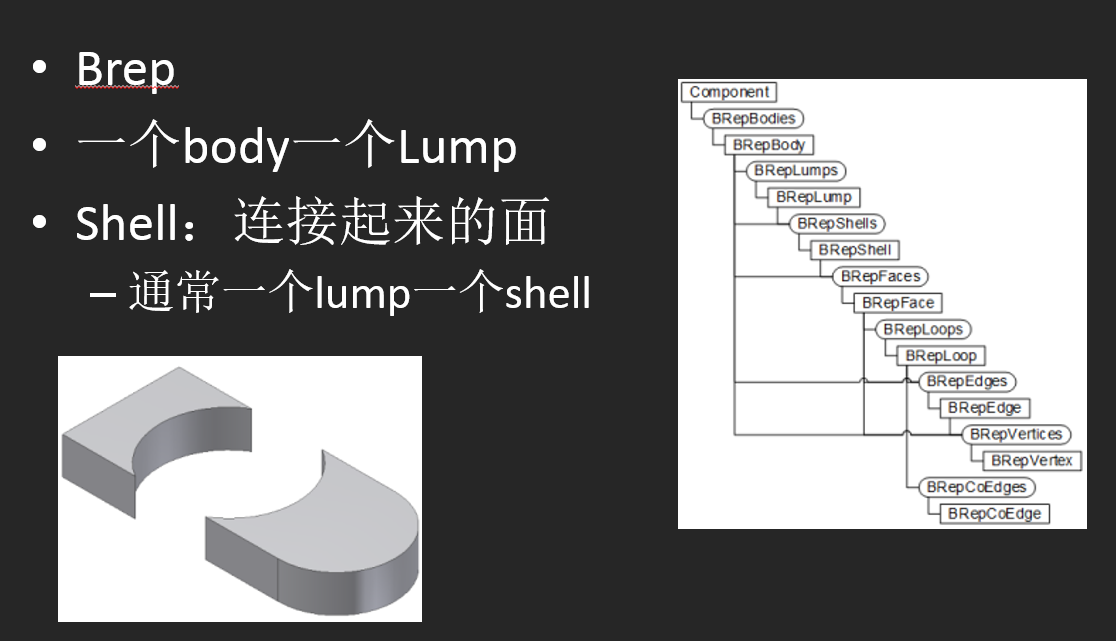 • Brep
• 一个body一个Lump
• Shell：连接起来的面
– 通常一个lump一个shell
Component
BRepBodies
BRepBody
BRepLumps
BRepLump
BRepShells
BRepShell
BRepFaces
BRepFace
BRepLoops
BRepLoop
BRepEdges
BRepEdge
BRepVertices
BRepVertex
BRepCoEdges
BRepCoEdge